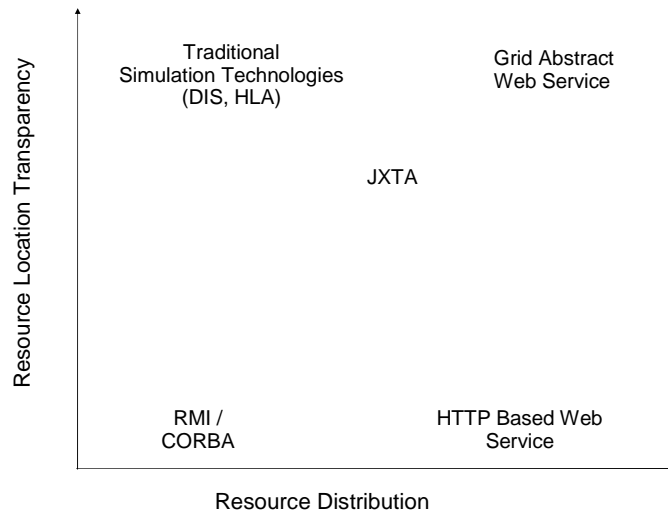 Traditional
Simulation Technologies
(DIS, HLA)
Grid Abstract
Web Service
JXTA
Resource Location Transparency
RMI /
CORBA
HTTP Based Web
Service
Resource Distribution